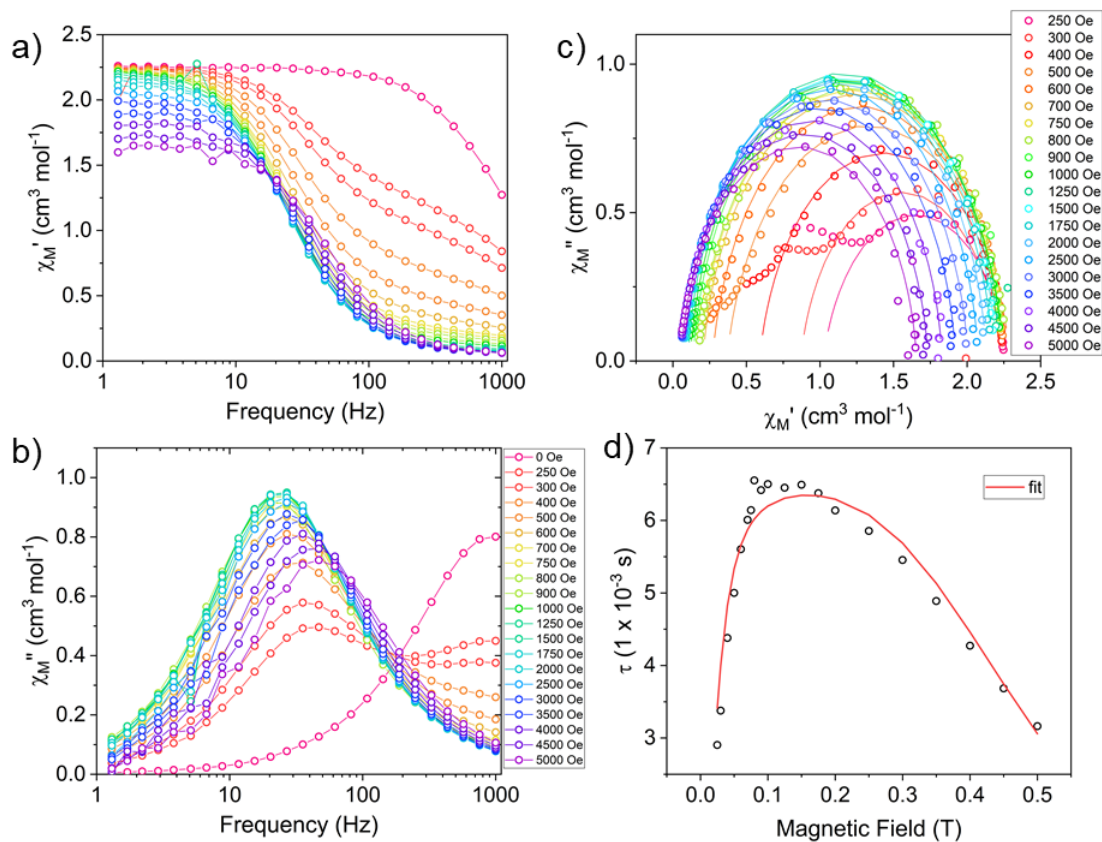 a)
2.5
2.0
1.5
1.0
0.5
0.0
χM' (cm³ mol⁻¹)
1
10
100
1000
Frequency (Hz)
b)
1.0
0.8
0.6
0.4
0.2
0.0
χM'' (cm³ mol⁻¹)
1
10
100
1000
Frequency (Hz)
0 Oe
250 Oe
300 Oe
400 Oe
500 Oe
600 Oe
700 Oe
750 Oe
800 Oe
900 Oe
1000 Oe
1250 Oe
1500 Oe
1750 Oe
2000 Oe
2500 Oe
3000 Oe
3500 Oe
4000 Oe
4500 Oe
5000 Oe
c)
1.0
0.5
0.0
χM'' (cm³ mol⁻¹)
0.0
0.5
1.0
1.5
2.0
2.5
χM' (cm³ mol⁻¹)
250 Oe
300 Oe
400 Oe
500 Oe
600 Oe
700 Oe
750 Oe
800 Oe
900 Oe
1000 Oe
1250 Oe
1500 Oe
1750 Oe
2000 Oe
2500 Oe
3000 Oe
3500 Oe
4000 Oe
4500 Oe
5000 Oe
d)
7
6
5
4
3
τ (1 x 10⁻³ s)
fit
0.0
0.1
0.2
0.3
0.4
0.5
Magnetic Field (T)